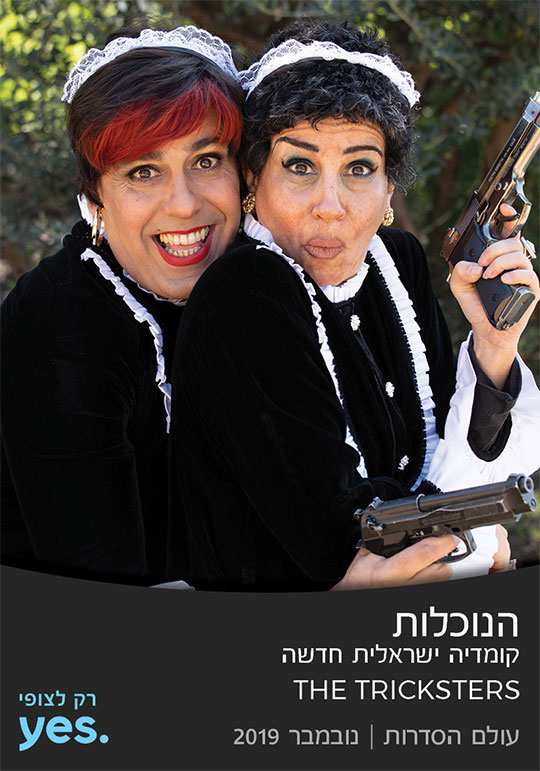 הנוכלות
קומדיה ישראלית חדשה
THE TRICKSTERS
עולם הסדרות | נובמבר 2019
רק לצופי
yes.